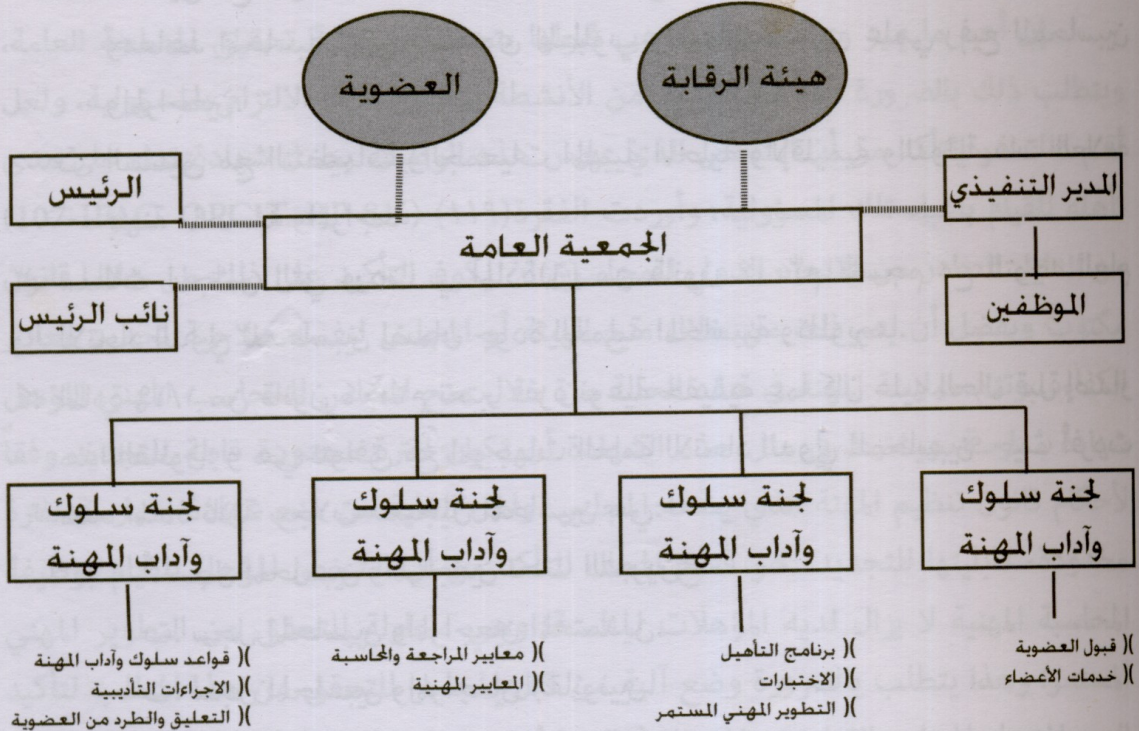 هيئة الرقابة
العضوية
المدير التنفيذي
الرئيس
الجمعية العامة
الموظفين
نائب الرئيس
لجنة سلوك
وآداب المهنة
لجنة سلوك
وآداب المهنة
لجنة سلوك
وآداب المهنة
لجنة سلوك
وآداب المهنة
)( قبول العضوية
)( خدمات الأعضاء
)( برنامج التأهيل
)( الاختبارات
)( التطوير المهني المستمر
)( معايير المراجعة والمحاسبة
)( المعايير المهنية
)( قواعد سلوك وآداب المهنة
)( الاجراءات التأديبية
)( التعليق والطرد من العضوية